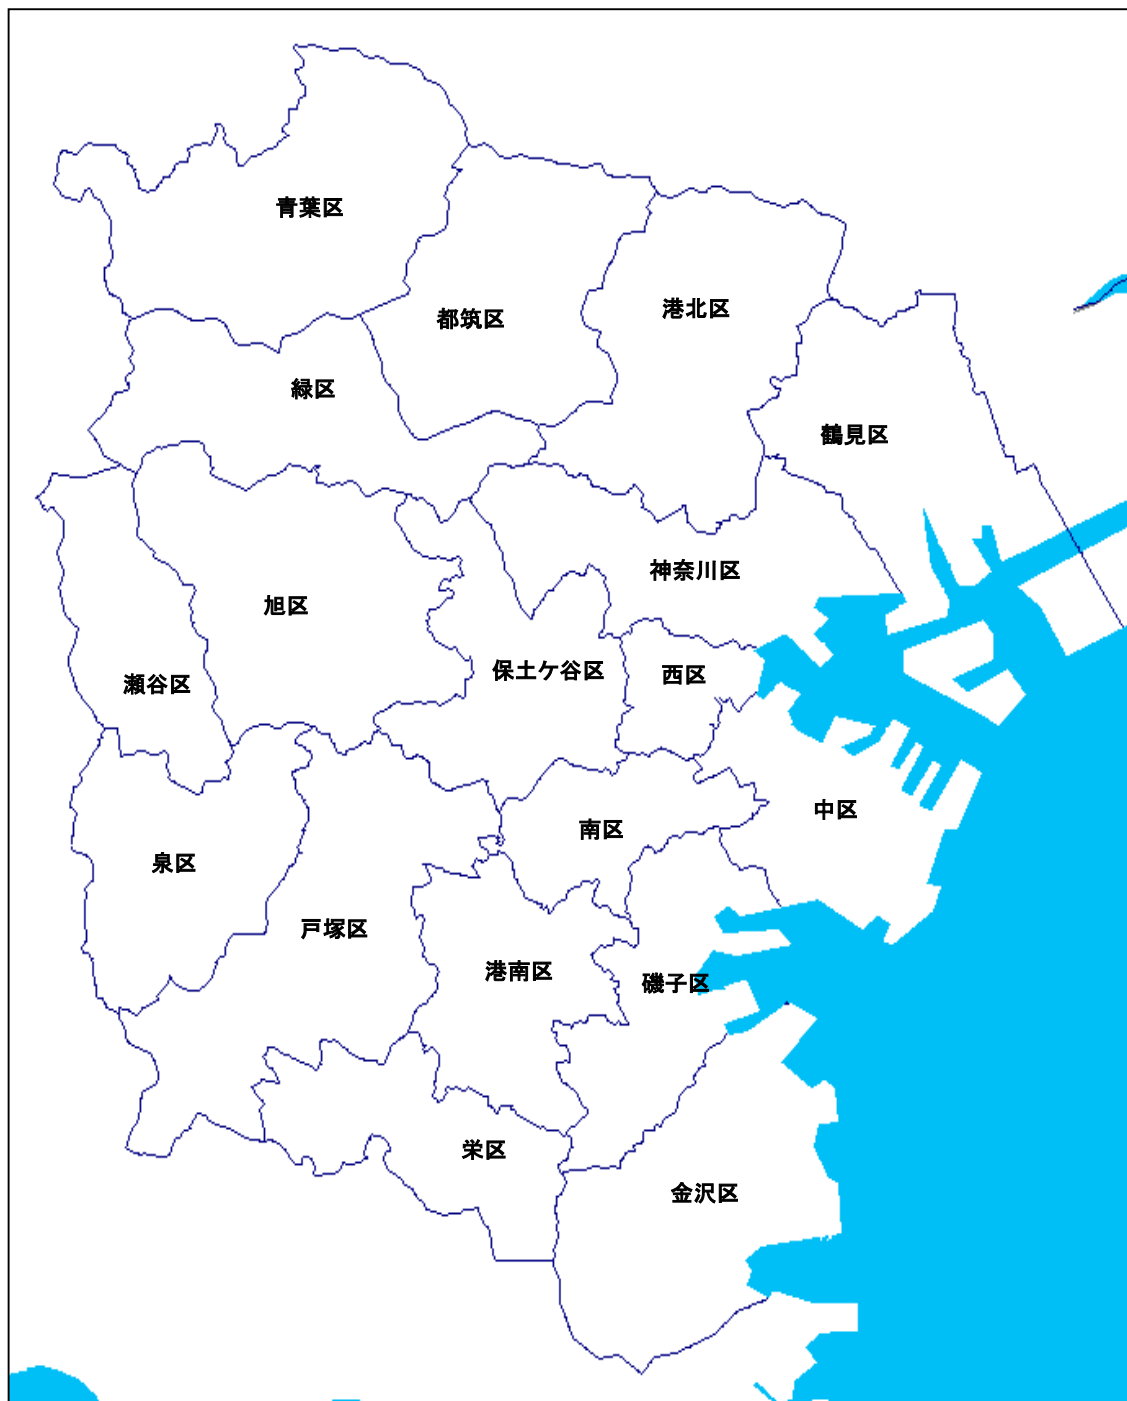 青葉区
都筑区
港北区
緑区
鶴見区
神奈川区
旭区
保土ケ谷区
西区
瀬谷区
中区
南区
泉区
戸塚区
港南区
磯子区
栄区
金沢区